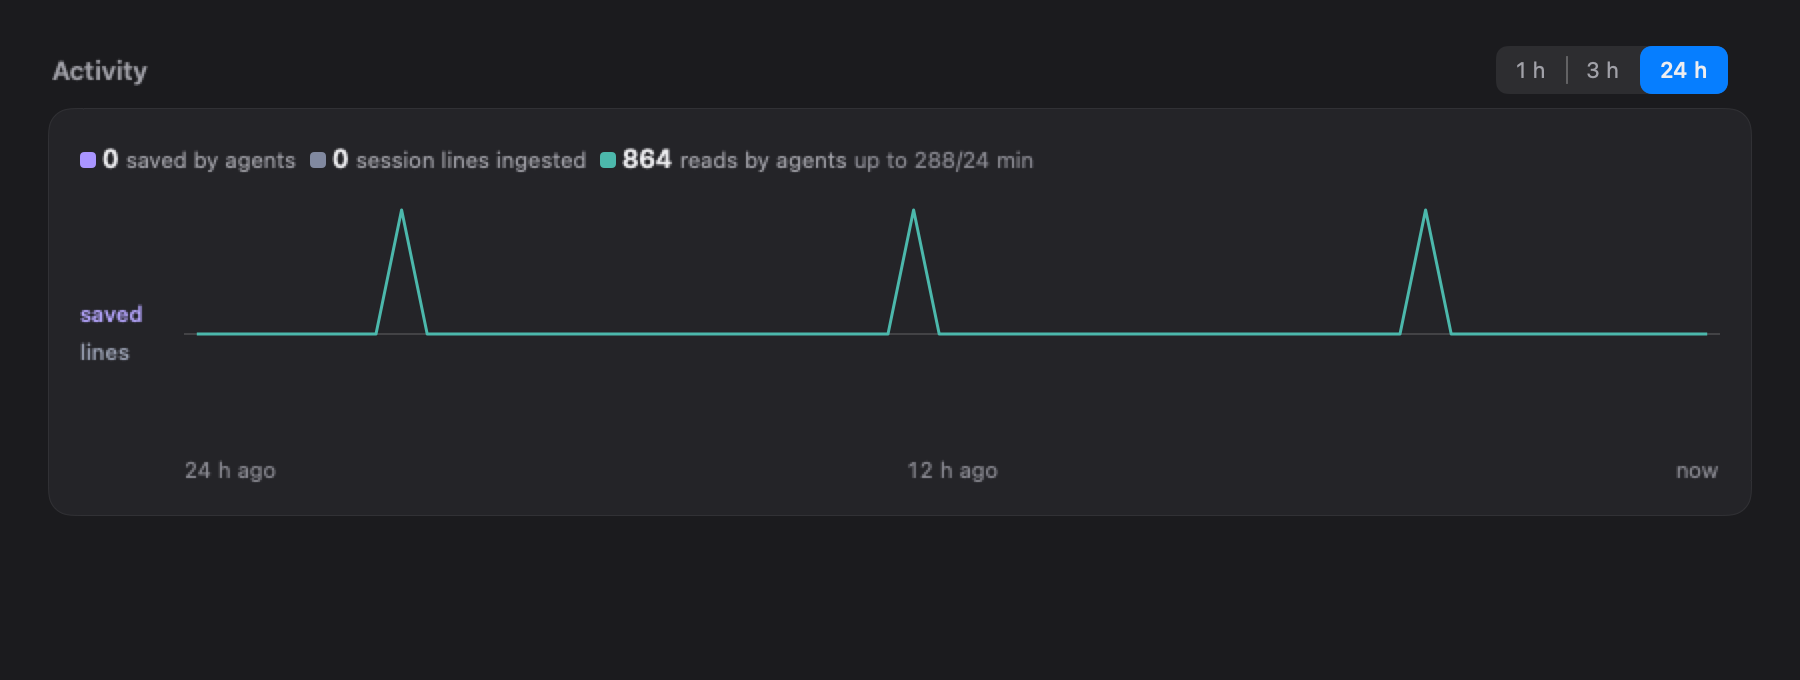 Activity
1 h 3 h 24 h
0 saved by agents 0 session lines ingested 864 reads by agents up to 288/24 min
saved
lines
24 h ago 12 h ago now